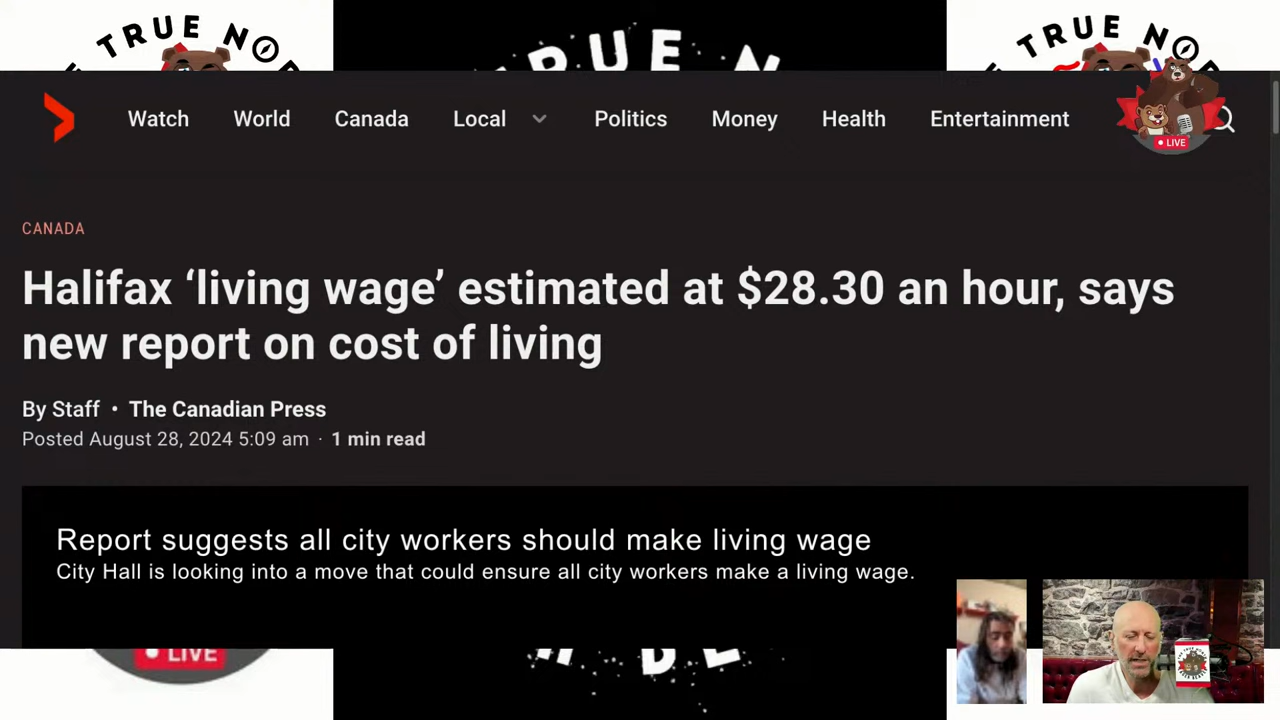 TRUE NO
TRUE N
TRUE NO
Watch World Canada Local Politics Money Health Entertainment
LIVE
CANADA
Halifax ‘living wage’ estimated at $28.30 an hour, says
new report on cost of living
By Staff • The Canadian Press
Posted August 28, 2024 5:09 am · 1 min read
Report suggests all city workers should make living wage
City Hall is looking into a move that could ensure all city workers make a living wage.
LIVE